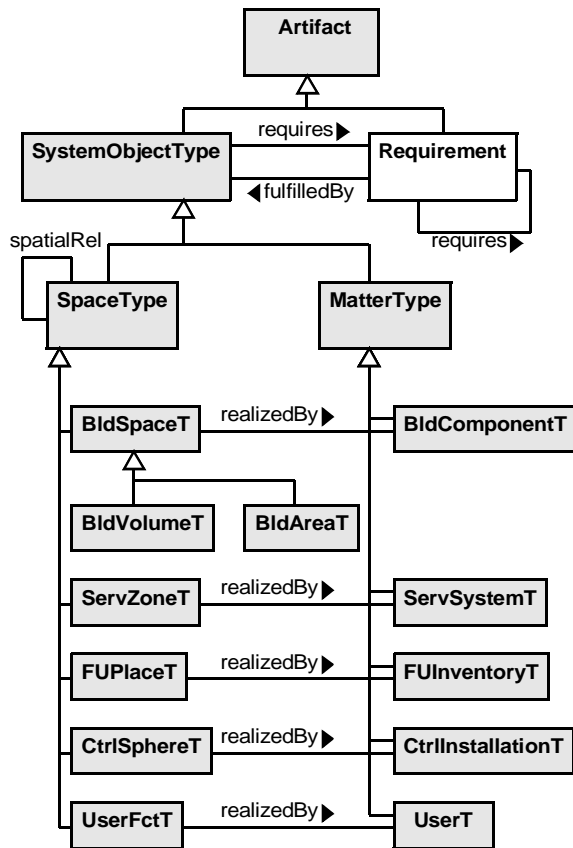 Artifact
requires
SystemObjectType
Requirement
fulfilledBy
requires
spatialRel
SpaceType
MatterType
BldSpaceT
realizedBy
BldComponentT
BldVolumeT
BldAreaT
ServZoneT
realizedBy
ServSystemT
FUPlaceT
realizedBy
FUInventoryT
CtrlSphereT
realizedBy
CtrlInstallationT
UserFctT
realizedBy
UserT